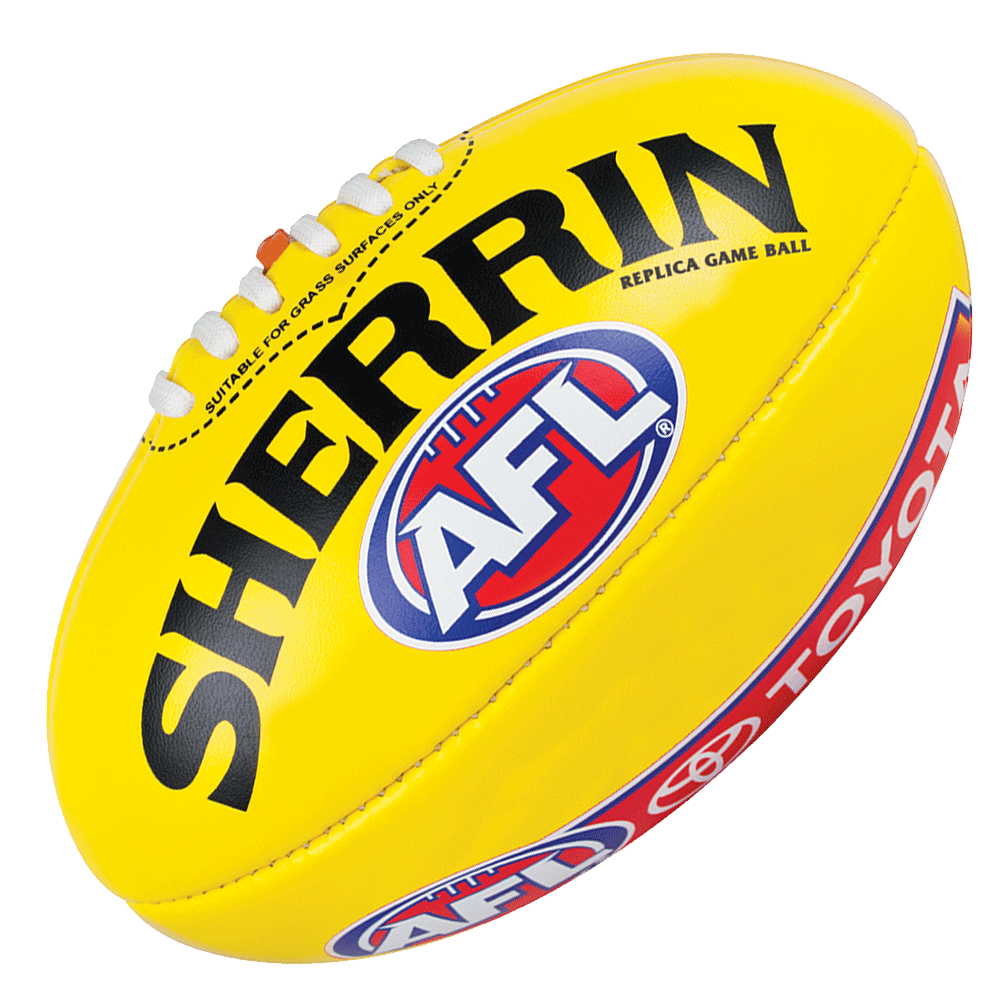 SUITABLE FOR GRASS SURFACES ONLY
SHERRIN
REPLICA GAME BALL
AFL®
AFL
TOYOTA